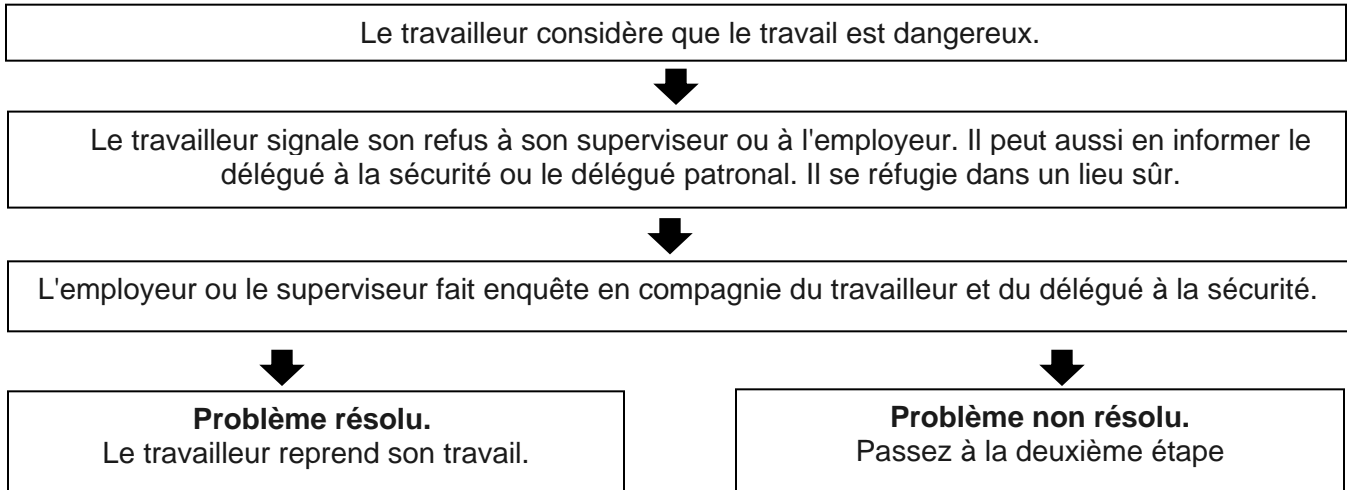 Le travailleur considère que le travail est dangereux.
Le travailleur signale son refus à son superviseur ou à l'employeur. Il peut aussi en informer le
délégué à la sécurité ou le délégué patronal. Il se réfugie dans un lieu sûr.
L'employeur ou le superviseur fait enquête en compagnie du travailleur et du délégué à la sécurité.
Problème résolu.
Le travailleur reprend son travail.
Problème non résolu.
Passez à la deuxième étape